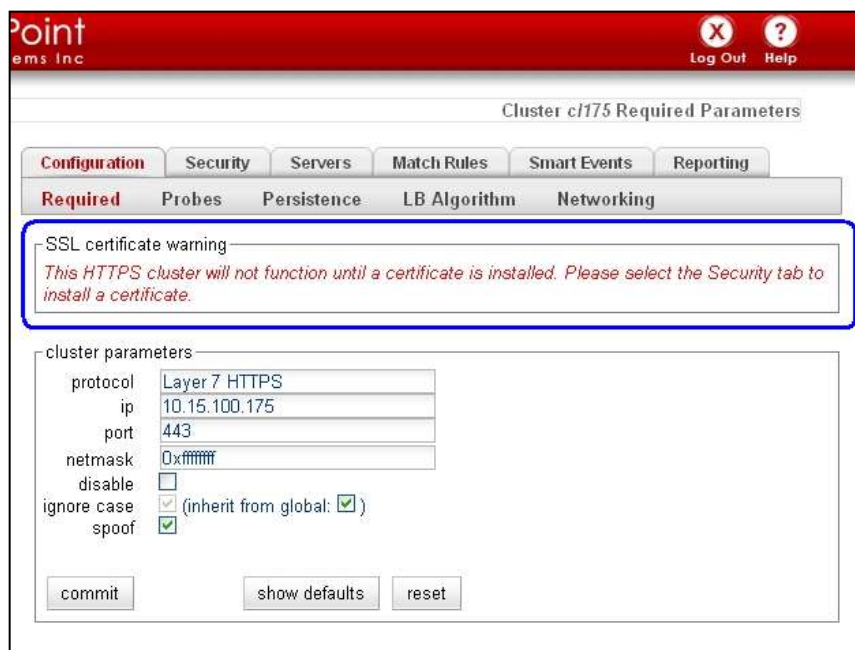 Point
ems Inc
X
?
Log Out Help
Cluster cl175 Required Parameters
Configuration Security Servers Match Rules Smart Events Reporting
Required Probes Persistence LB Algorithm Networking
SSL certificate warning
This HTTPS cluster will not function until a certificate is installed. Please select the Security tab to
install a certificate.
cluster parameters
protocol Layer 7 HTTPS
ip 10.15.100.175
port 443
netmask 0xffffffff
disable
ignore case (inherit from global: )
spoof
commit show defaults reset